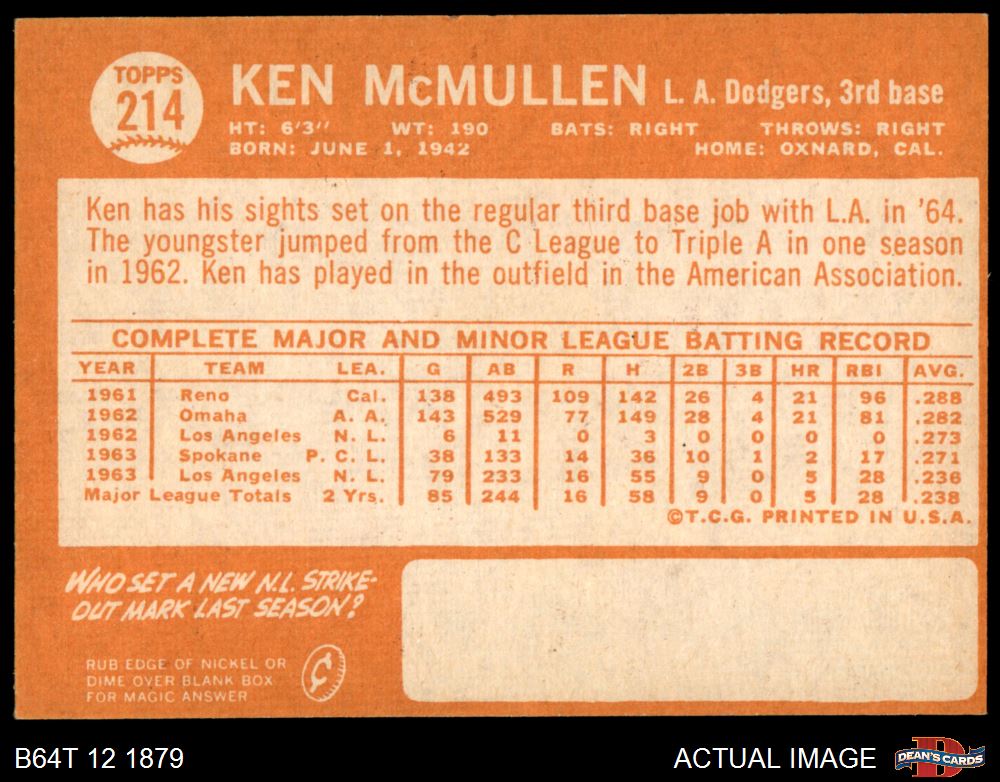 TOPPS
214
KEN McMULLEN L. A. Dodgers, 3rd base
HT: 6'3" WT: 190 BATS: RIGHT THROWS: RIGHT
BORN: JUNE 1, 1942 HOME: OXNARD, CAL.
Ken has his sights set on the regular third base job with L.A. in '64.
The youngster jumped from the C League to Triple A in one season
in 1962. Ken has played in the outfield in the American Association.
COMPLETE MAJOR AND MINOR LEAGUE BATTING RECORD
YEAR TEAM LEA. G AB R H 2B 3B HR RBI AVG.
1961 Reno Cal. 138 493 109 142 26 4 21 96 .288
1962 Omaha A. A. 143 529 77 149 28 4 21 81 .282
1962 Los Angeles N. L. 6 11 0 3 0 0 0 0 .273
1963 Spokane P. C. L. 38 133 14 36 10 1 2 17 .271
1963 Los Angeles N. L. 79 233 16 55 9 0 5 28 .236
Major League Totals 2 Yrs. 85 244 16 58 9 0 5 28 .238
©T.C.G. PRINTED IN U.S.A.
WHO SET A NEW N.L. STRIKE-
OUT MARK LAST SEASON?
RUB EDGE OF NICKEL OR
DIME OVER BLANK BOX
FOR MAGIC ANSWER
B64T 12 1879 ACTUAL IMAGE DEAN'S CARDS